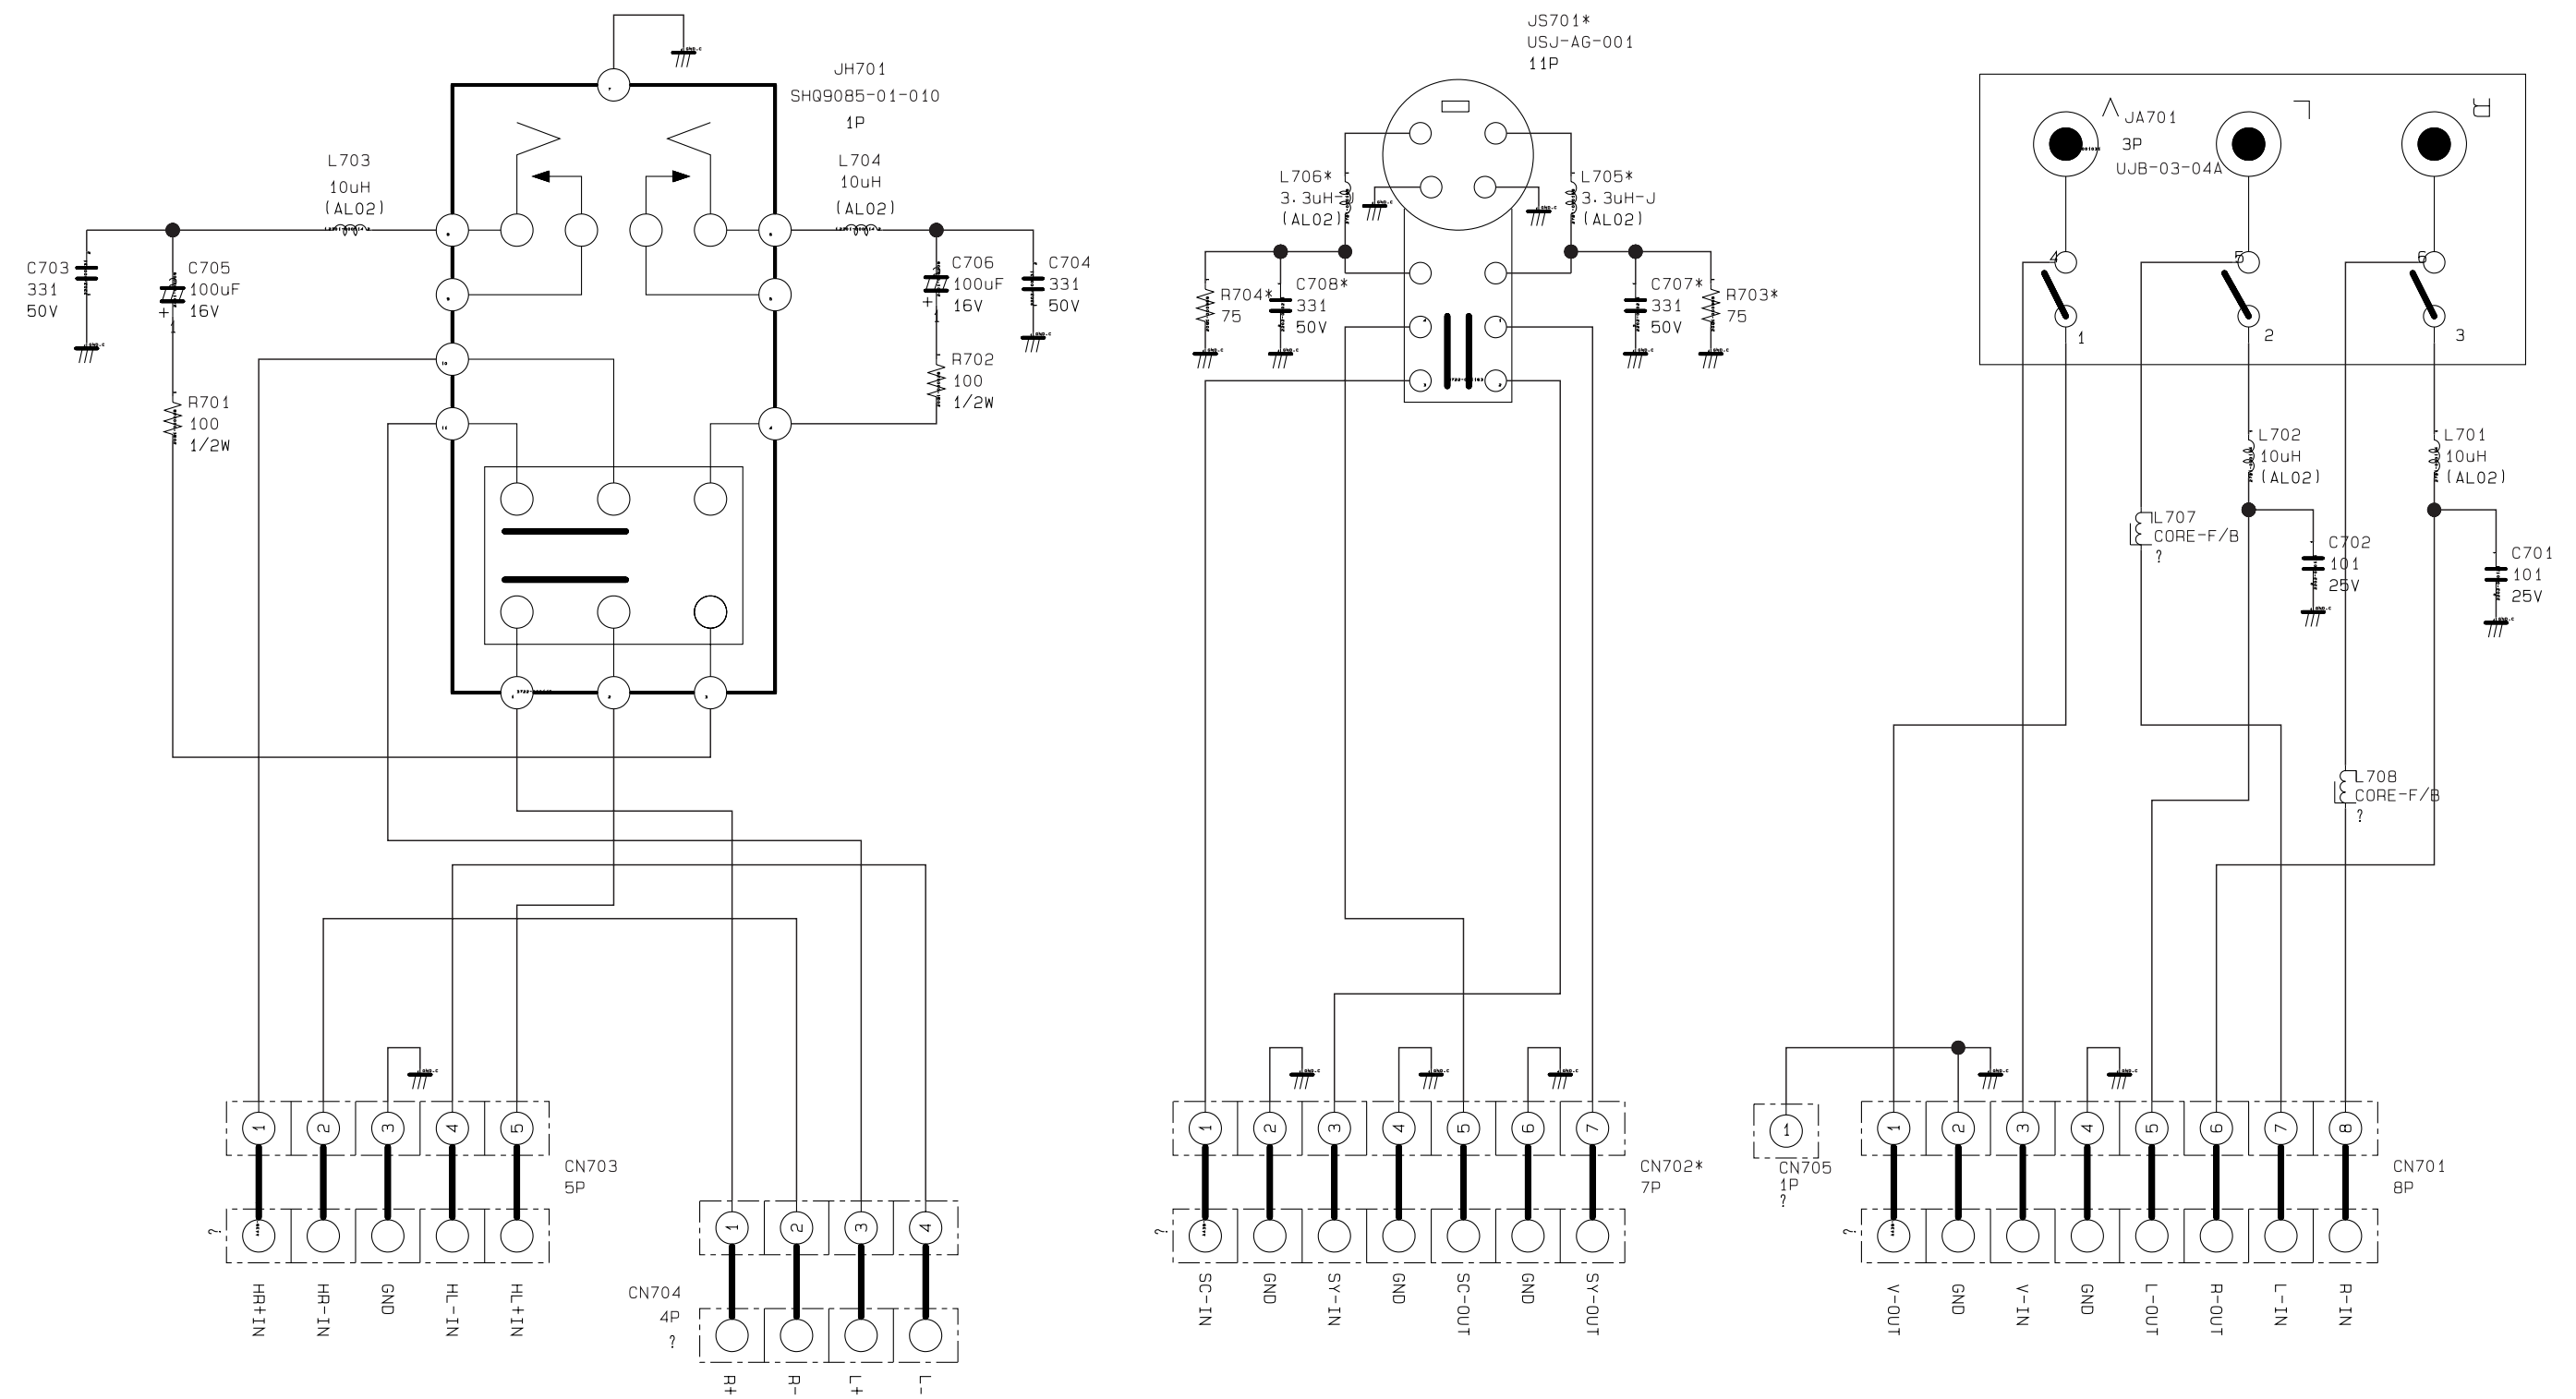 JH701
SHQ9085-01-010
1P
L703
10uH
(AL02)
L704
10uH
(AL02)
C703
331
50V
C705
100uF
16V
+
1
C706
100uF
16V
+
1
C704
331
50V
R701
100
1/2W
R702
100
1/2W
1
2
3
4
5
CN703
5P
?
HR+IN
HR-IN
GND
HL-IN
HL+IN
1
2
3
4
CN704
4P
?
R+
R-
L+
L-
JS701*
USJ-AG-001
11P
L706*
3.3uH-J
(AL02)
L705*
3.3uH-J
(AL02)
R704*
75
C708*
331
50V
C707*
331
50V
R703*
75
1
2
3
4
5
6
7
CN702*
7P
?
SC-IN
GND
SY-IN
GND
SC-OUT
GND
SY-OUT
V
L
R
JA701
3P
UJB-03-04A
4
5
6
1
2
3
L702
10uH
(AL02)
L701
10uH
(AL02)
L707
CORE-F/B
?
C702
101
25V
C701
101
25V
L708
CORE-F/B
?
1
CN705
1P
?
1
2
3
4
5
6
7
8
CN701
8P
?
V-OUT
GND
V-IN
GND
L-OUT
R-OUT
L-IN
R-IN